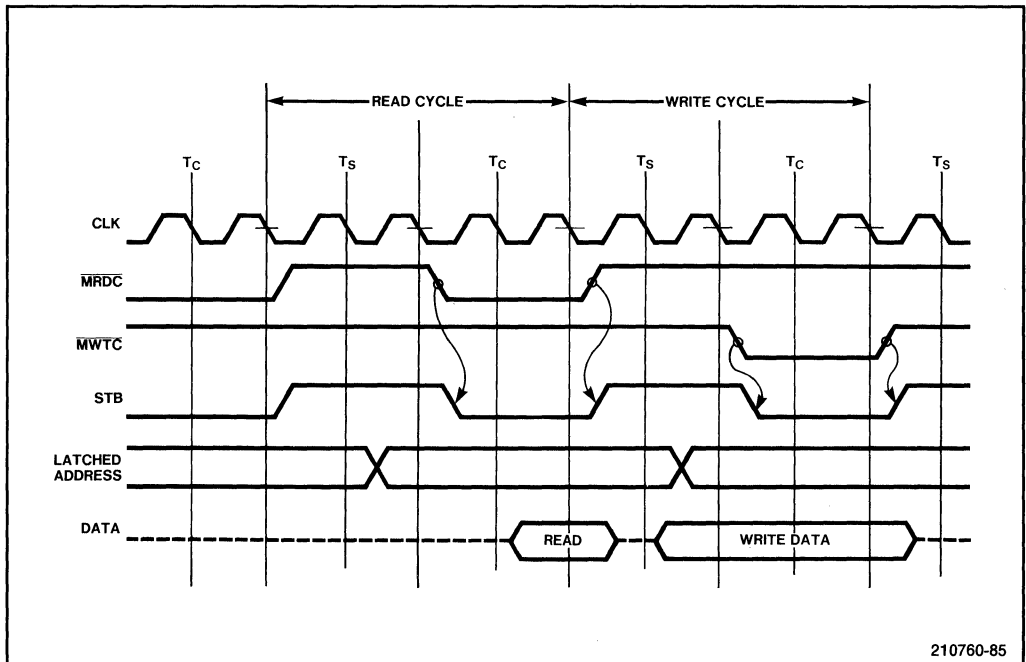 READ CYCLE WRITE CYCLE
TC TS TC TS TC TS
CLK
MRDC
MWTC
STB
LATCHED
ADDRESS
DATA READ WRITE DATA
210760-85